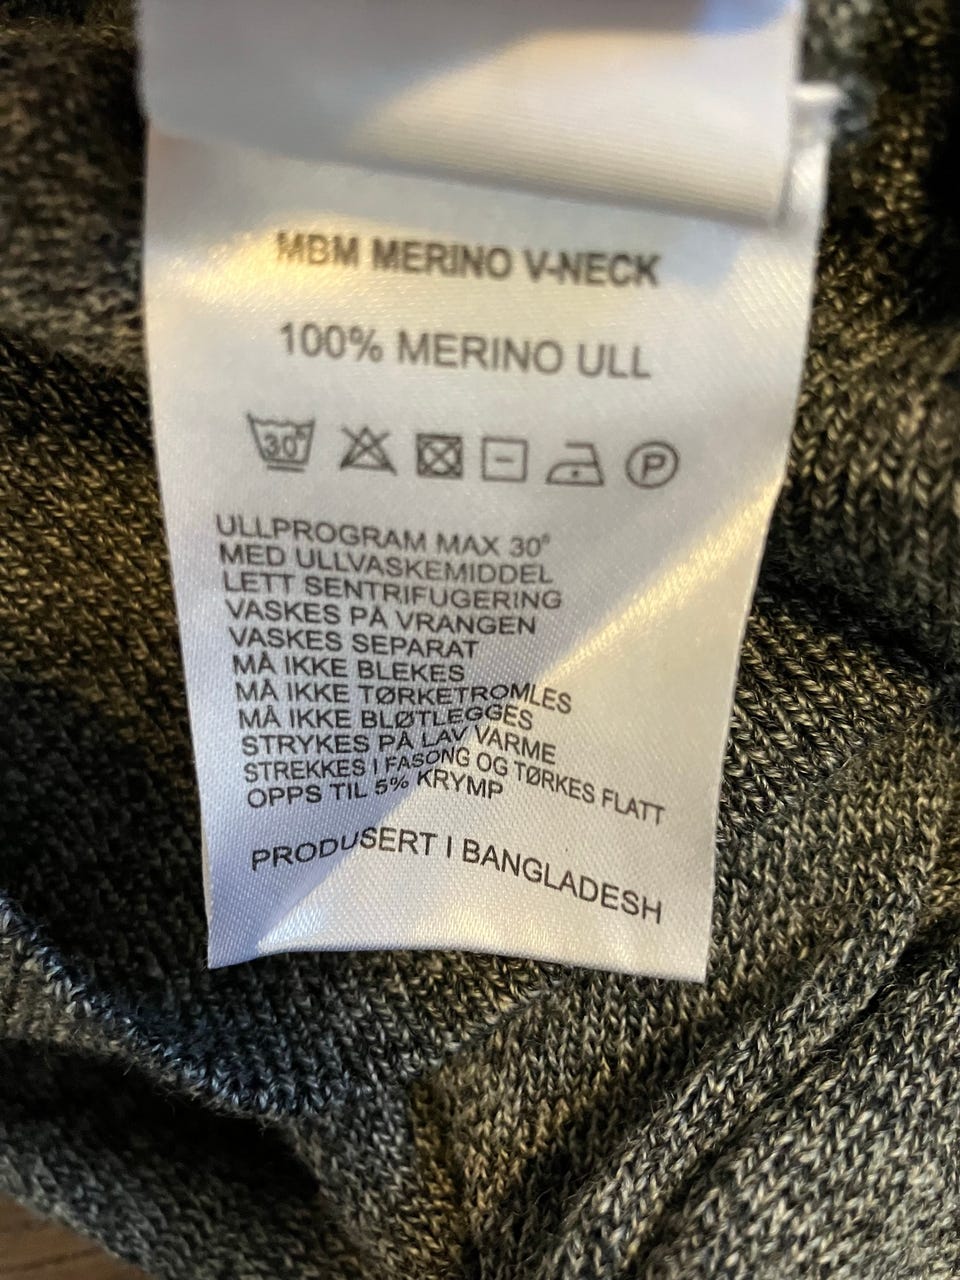 MBM MERINO V-NECK
100% MERINO ULL
30° P
ULLPROGRAM MAX 30°
MED ULLVASKEMIDDEL
LETT SENTRIFUGERING
VASKES PÅ VRANGEN
VASKES SEPARAT
MÅ IKKE BLEKES
MÅ IKKE TØRKETROMLES
MÅ IKKE BLØTLEGGES
STRYKES PÅ LAV VARME
STREKKES I FASONG OG TØRKES FLATT
OPPS TIL 5% KRYMP
PRODUSERT I BANGLADESH